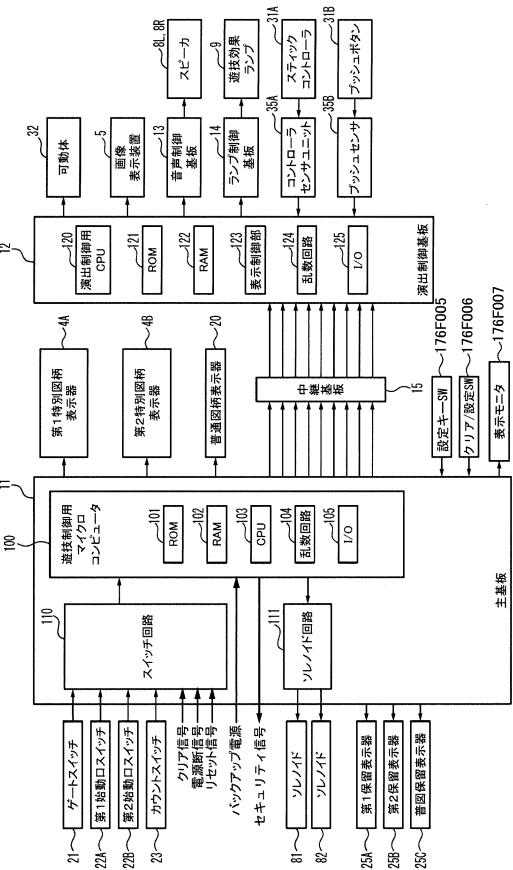 32
可動体
5
画像
表示装置
8L, 8R
スピーカ
13
音声制御
基板
9
遊技効果
ランプ
14
ランプ制御
基板
31A
スティック
コントローラ
35A
コントローラ
センサユニット
31B
プッシュボタン
35B
プッシュセンサ
12
120
演出制御用
CPU
121
ROM
122
RAM
123
表示制御部
124
乱数回路
125
I/O
演出制御基板
4A
第1特別図柄
表示器
4B
第2特別図柄
表示器
20
普通図柄表示器
中継基板
15
176F005
設定キーSW
176F006
クリア/設定SW
176F007
表示モニタ
11
100
遊技制御用
マイクロ
コンピュータ
101
ROM
102
RAM
103
CPU
104
乱数回路
105
I/O
主基板
110
スイッチ回路
111
ソレノイド回路
21
ゲートスイッチ
22A
第1始動口スイッチ
22B
第2始動口スイッチ
23
カウントスイッチ
クリア信号
電源断信号
リセット信号
バックアップ電源
セキュリティ信号
81
ソレノイド
82
ソレノイド
25A
第1保留表示器
25B
第2保留表示器
25C
普図保留表示器